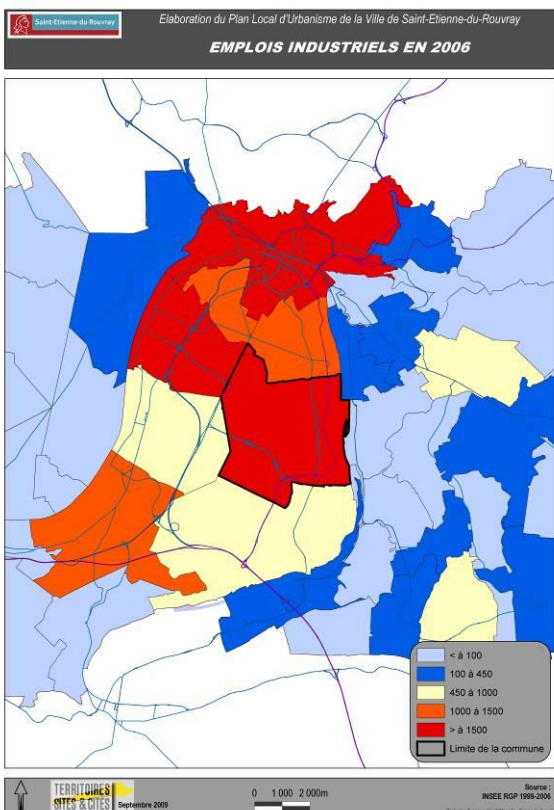 Saint-Etienne-du-Rouvray
Elaboration du Plan Local d'Urbanisme de la Ville de Saint-Etienne-du-Rouvray
EMPLOIS INDUSTRIELS EN 2006
< à 100
100 à 450
450 à 1000
1000 à 1500
> à 1500
Limite de la commune
TERRITOIRES
SITES & CITÉS
Septembre 2009
0 1 000 2 000m
Source :
INSEE RGP 1999-2006